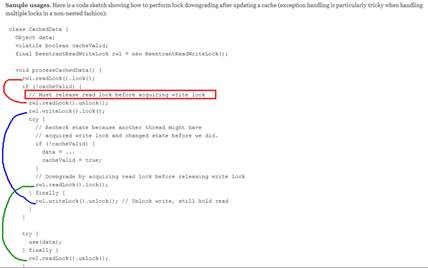 Sample usages. Here is a code sketch showing how to perform lock downgrading after updating a cache (exception handling is particularly tricky when handling
multiple locks in a non-nested fashion):
class CachedData {
Object data;
volatile boolean cacheValid;
final ReentrantReadWriteLock rwl = new ReentrantReadWriteLock();
void processCachedData() {
rwl.readLock().lock();
if (!cacheValid) {
// Must release read lock before acquiring write lock
rwl.readLock().unlock();
rwl.writeLock().lock();
try {
// Recheck state because another thread might have
// acquired write lock and changed state before we did.
if (!cacheValid) {
data = ...
cacheValid = true;
}
// Downgrade by acquiring read lock before releasing write lock
rwl.readLock().lock();
} finally {
rwl.writeLock().unlock(); // Unlock write, still hold read
}
}
try {
use(data);
} finally {
rwl.readLock().unlock();
}